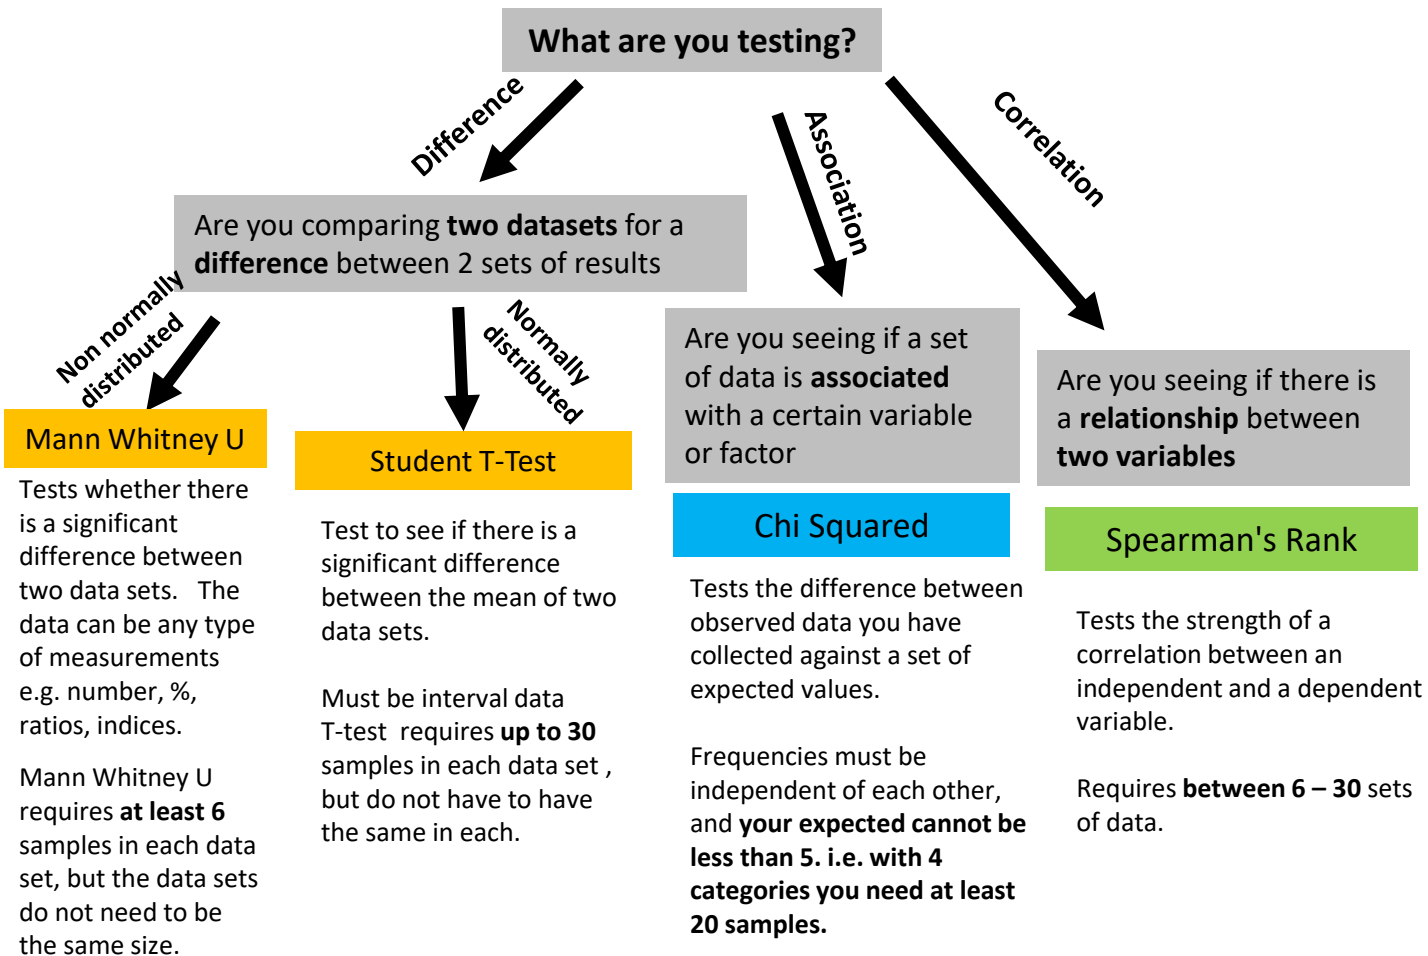 What are you testing?
Difference
Association
Correlation
Are you comparing two datasets for a
difference between 2 sets of results
Non normally
distributed
Normally
distributed
Mann Whitney U
Tests whether there
is a significant
difference between
two data sets.   The
data can be any type
of measurements
e.g. number, %,
ratios, indices.
Mann Whitney U
requires at least 6
samples in each data
set, but the data sets
do not need to be
the same size.
Student T-Test
Test to see if there is a
significant difference
between the mean of two
data sets.
Must be interval data
T-test  requires up to 30
samples in each data set ,
but do not have to have
the same in each.
Are you seeing if a set
of data is associated
with a certain variable
or factor
Chi Squared
Tests the difference between
observed data you have
collected against a set of
expected values.
Frequencies must be
independent of each other,
and your expected cannot be
less than 5. i.e. with 4
categories you need at least
20 samples.
Are you seeing if there is
a relationship between
two variables
Spearman's Rank
Tests the strength of a
correlation between an
independent and a dependent
variable.
Requires between 6 – 30 sets
of data.